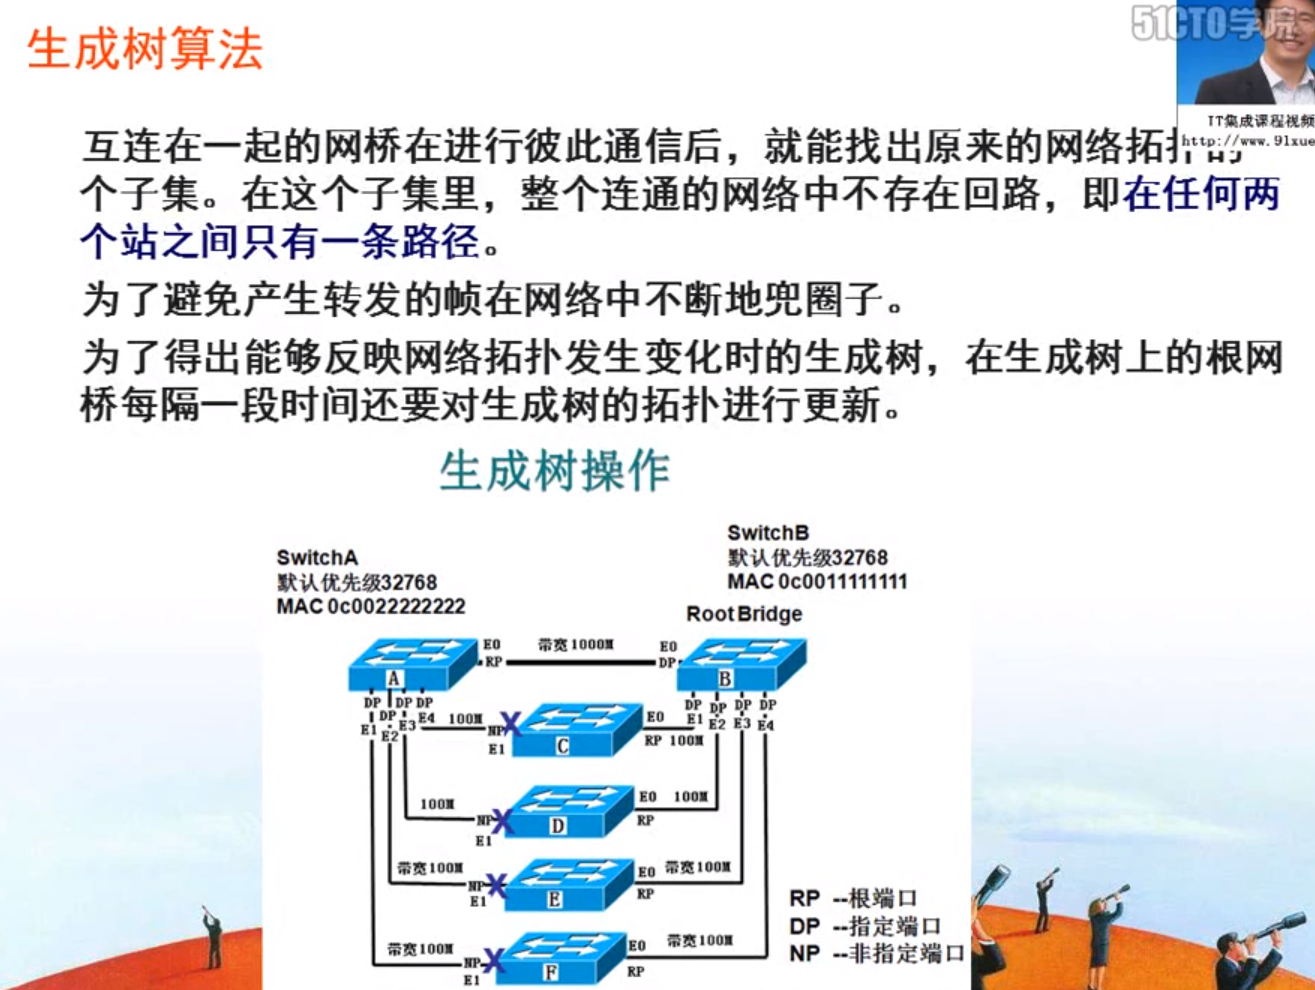 生成树算法
51CTO学院
IT集成课程视频
http://www.91xue
互连在一起的网桥在进行彼此通信后，就能找出原来的网络拓扑的
个子集。在这个子集里，整个连通的网络中不存在回路，即在任何两
个站之间只有一条路径。
为了避免产生转发的帧在网络中不断地兜圈子。
为了得出能够反映网络拓扑发生变化时的生成树，在生成树上的根网
桥每隔一段时间还要对生成树的拓扑进行更新。
生成树操作
SwitchA
默认优先级32768
MAC 0c0022222222
SwitchB
默认优先级32768
MAC 0c0011111111
Root Bridge
E0 带宽1000M E0
RP DP
A B
DP DP DP DP
E1 E2 E3 E4
DP DP DP DP
E1 E2 E3 E4
100M NP X C E0
E1 RP 100M
100M NP X D E0 100M
E1 RP
带宽100M NP X E E0 带宽100M
E1 RP
带宽100M NP X F E0 带宽100M
E1 RP
RP --根端口
DP --指定端口
NP --非指定端口